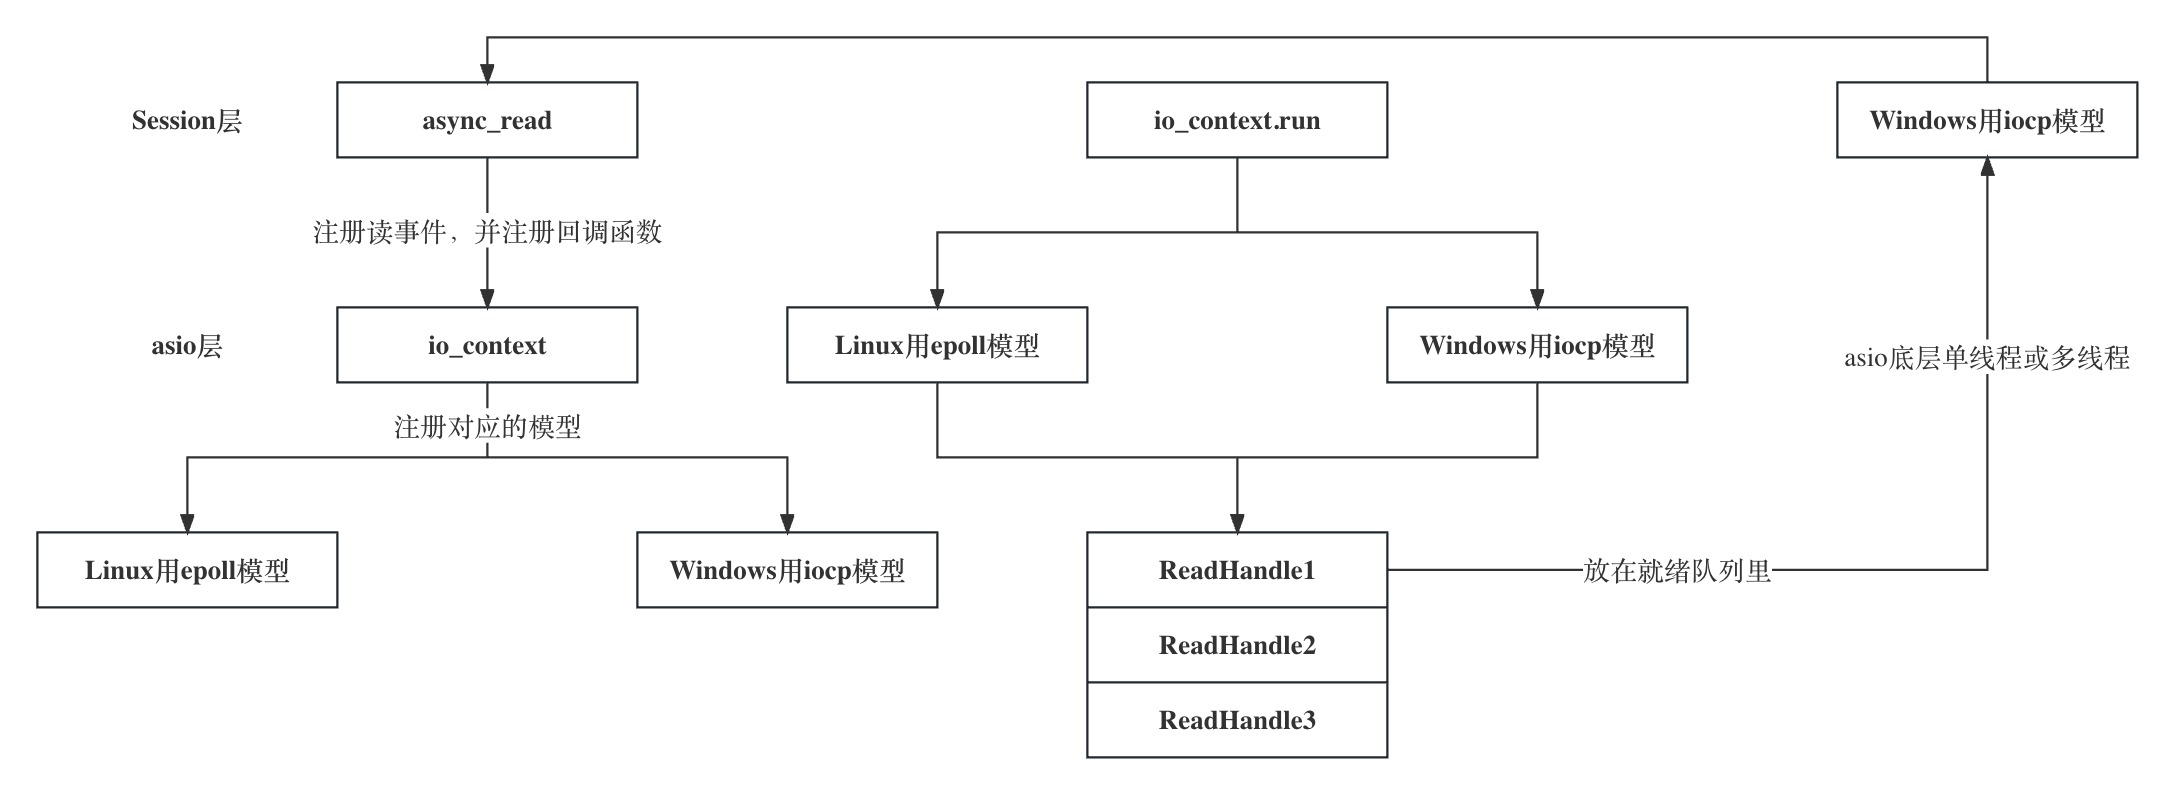 Session层
async_read
io_context.run
Windows用iocp模型
注册读事件，并注册回调函数
asio层
io_context
Linux用epoll模型
Windows用iocp模型
asio底层单线程或多线程
注册对应的模型
Linux用epoll模型
Windows用iocp模型
ReadHandle1
放在就绪队列里
ReadHandle2
ReadHandle3